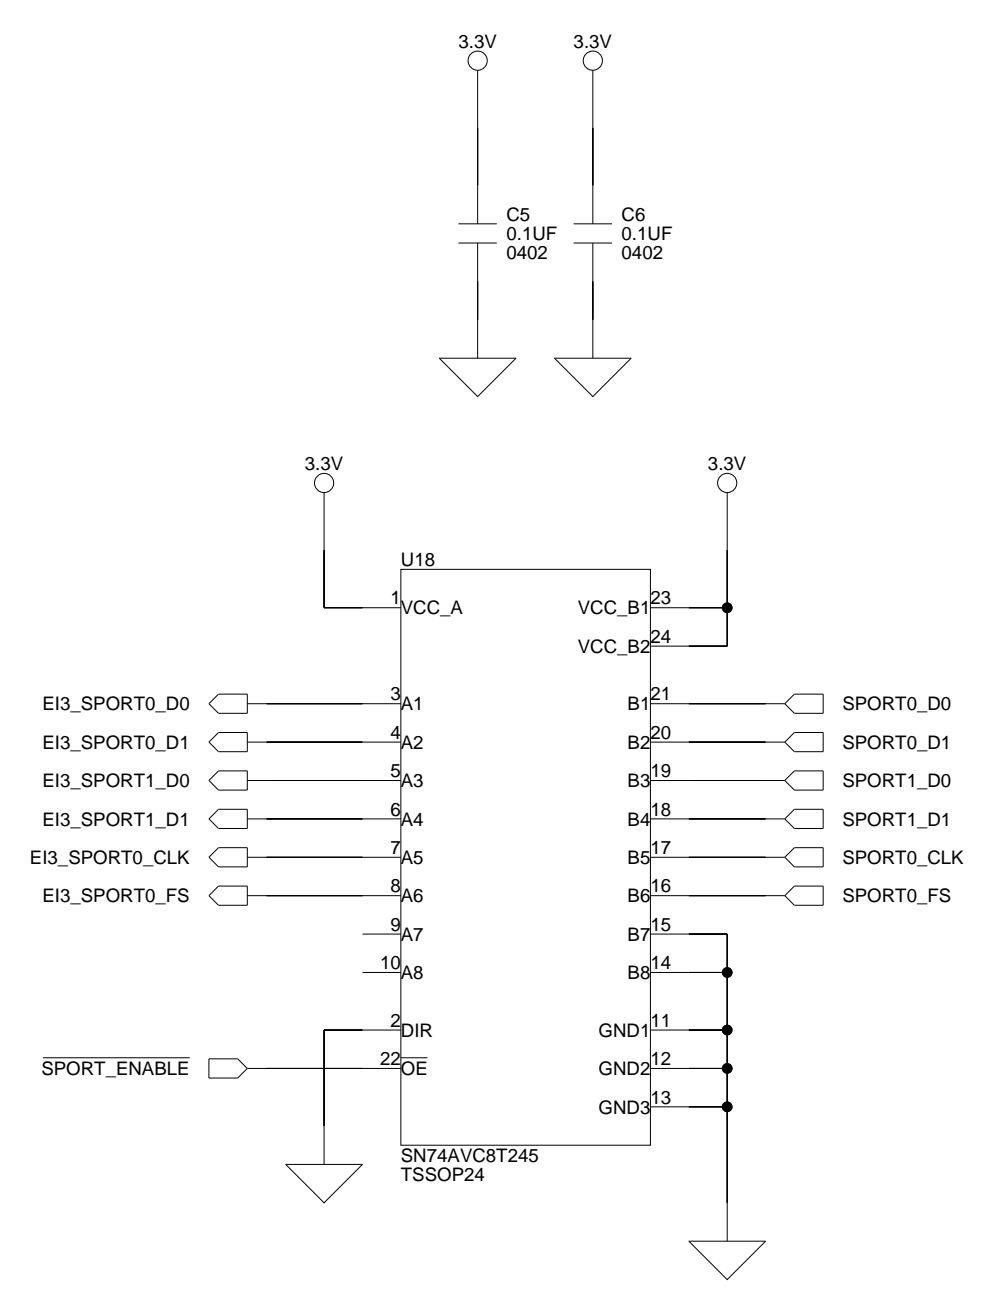 3.3V 3.3V
C5 C6
0.1UF 0.1UF
0402 0402
3.3V 3.3V
U18
1 VCC_A VCC_B1 23
VCC_B2 24
EI3_SPORT0_D0 3 A1 B1 21 SPORT0_D0
EI3_SPORT0_D1 4 A2 B2 20 SPORT0_D1
EI3_SPORT1_D0 5 A3 B3 19 SPORT1_D0
EI3_SPORT1_D1 6 A4 B4 18 SPORT1_D1
EI3_SPORT0_CLK 7 A5 B5 17 SPORT0_CLK
EI3_SPORT0_FS 8 A6 B6 16 SPORT0_FS
9 A7 B7 15
10 A8 B8 14
2 DIR GND1 11
SPORT_ENABLE 22 OE GND2 12
GND3 13
SN74AVC8T245
TSSOP24